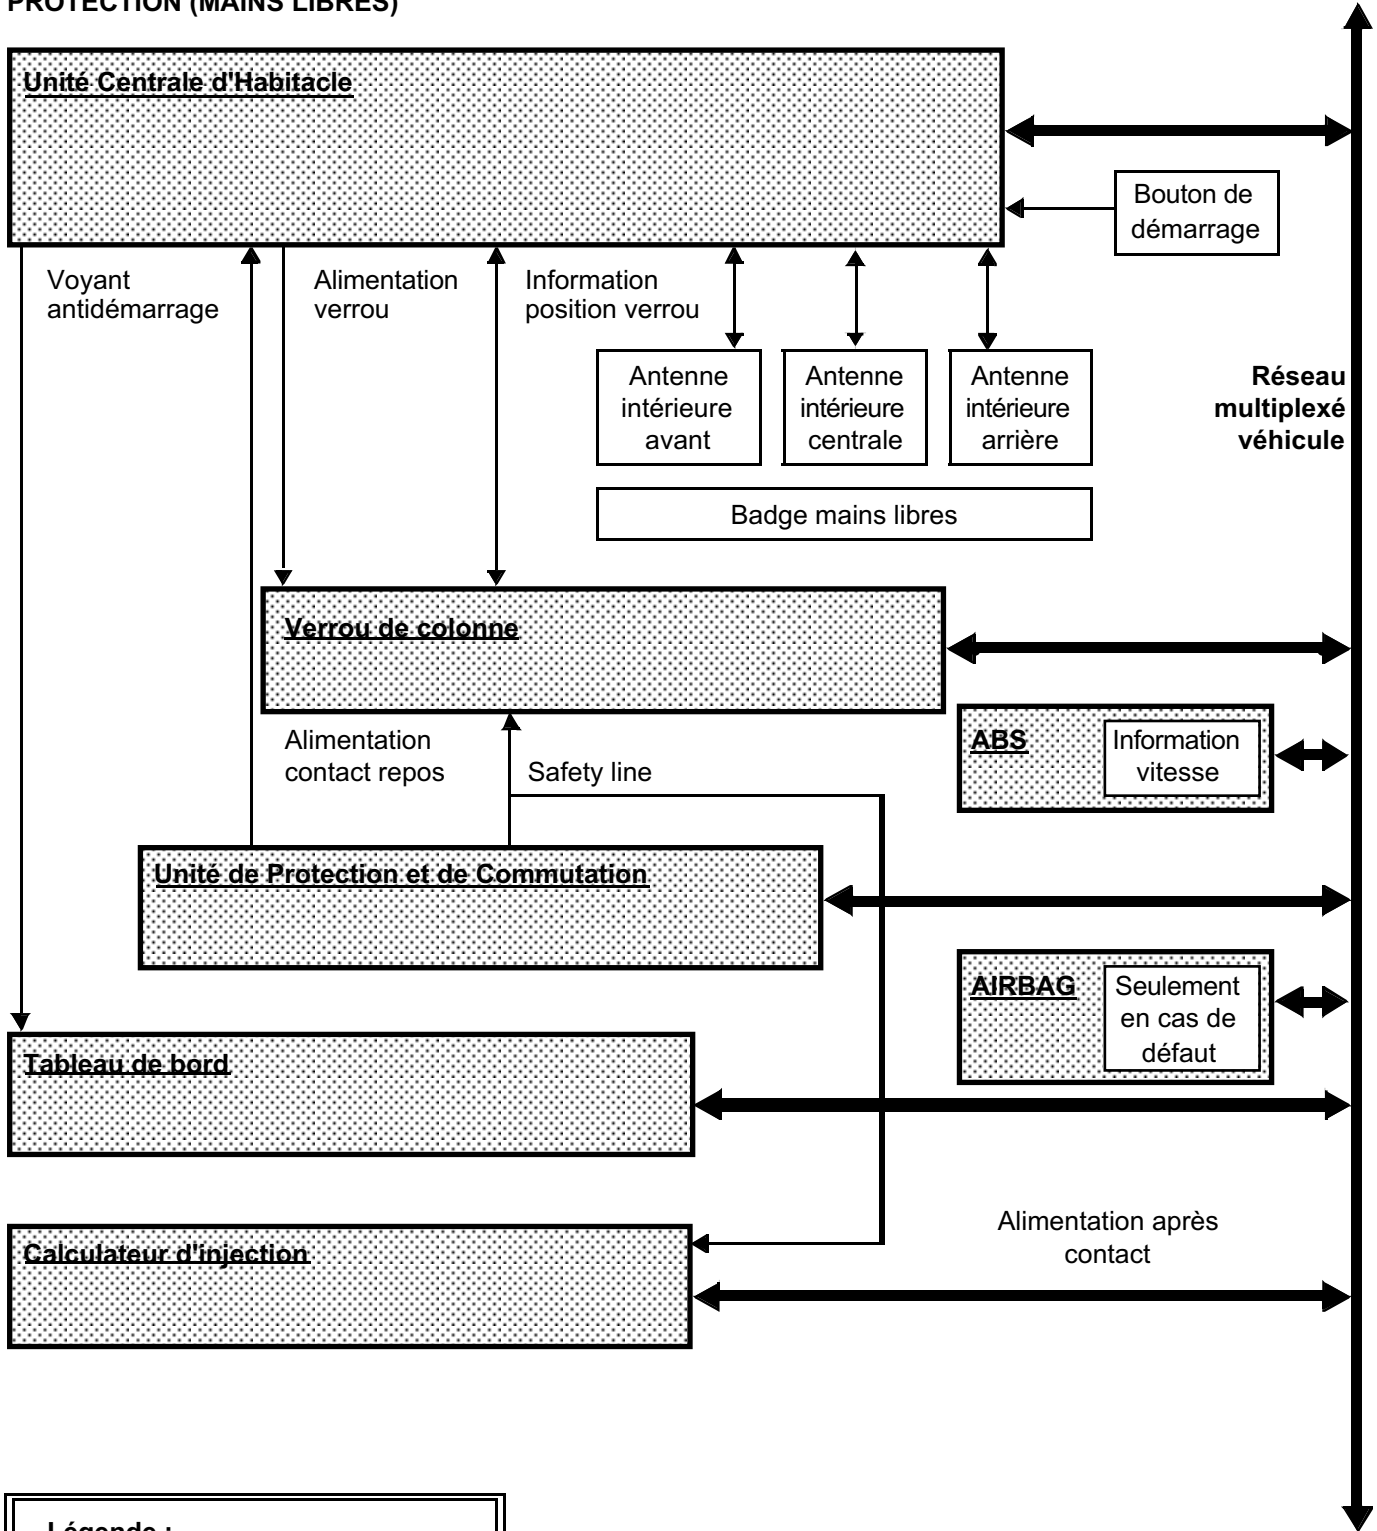 PROTECTION (MAINS LIBRES)
Unité Centrale d'Habitacle
Bouton de
démarrage
Voyant
antidémarrage
Alimentation
verrou
Information
position verrou
Antenne
intérieure
avant
Antenne
intérieure
centrale
Antenne
intérieure
arrière
Réseau
multiplexé
véhicule
Badge mains libres
Verrou de colonne
ABS
Information
vitesse
Alimentation
contact repos
Safety line
Unité de Protection et de Commutation
AIRBAG
Seulement
en cas de
défaut
Tableau de bord
Alimentation après
contact
Calculateur d'injection
Légende :